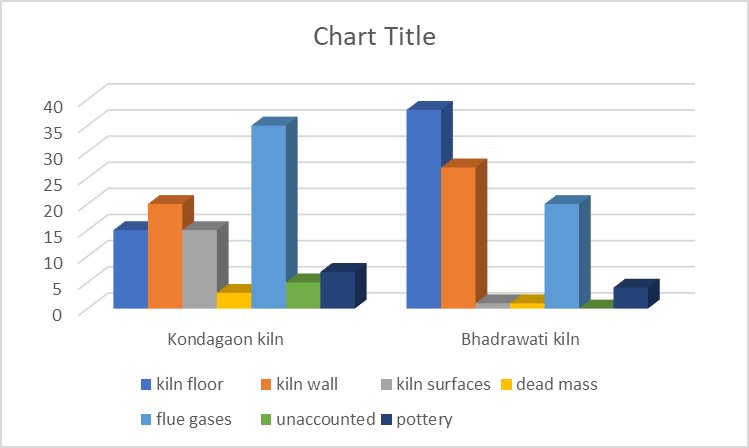 Chart Title
40
35
30
25
20
15
10
5
0
Kondagaon kiln Bhadrawati kiln
kiln floor kiln wall kiln surfaces dead mass
flue gases unaccounted pottery